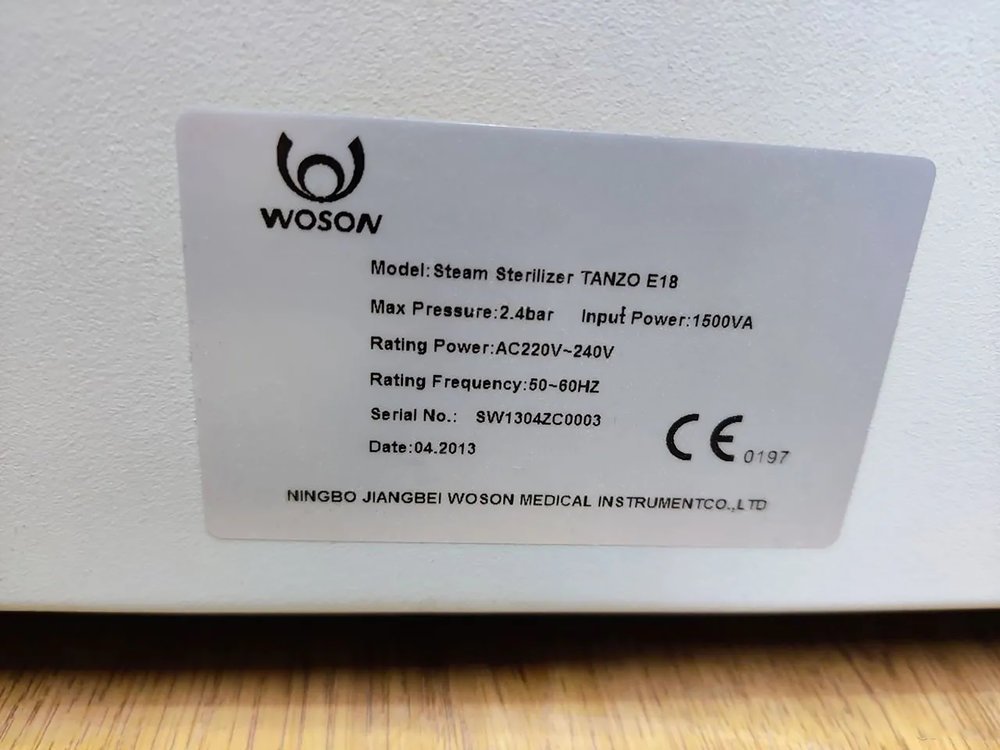 WOSON
Model:Steam Sterilizer TANZO E18
Max Pressure:2.4bar Input Power:1500VA
Rating Power:AC220V~240V
Rating Frequency:50~60HZ
Serial No.: SW1304ZC0003
Date:04.2013
CE 0197
NINGBO JIANGBEI WOSON MEDICAL INSTRUMENTCO.,LTD